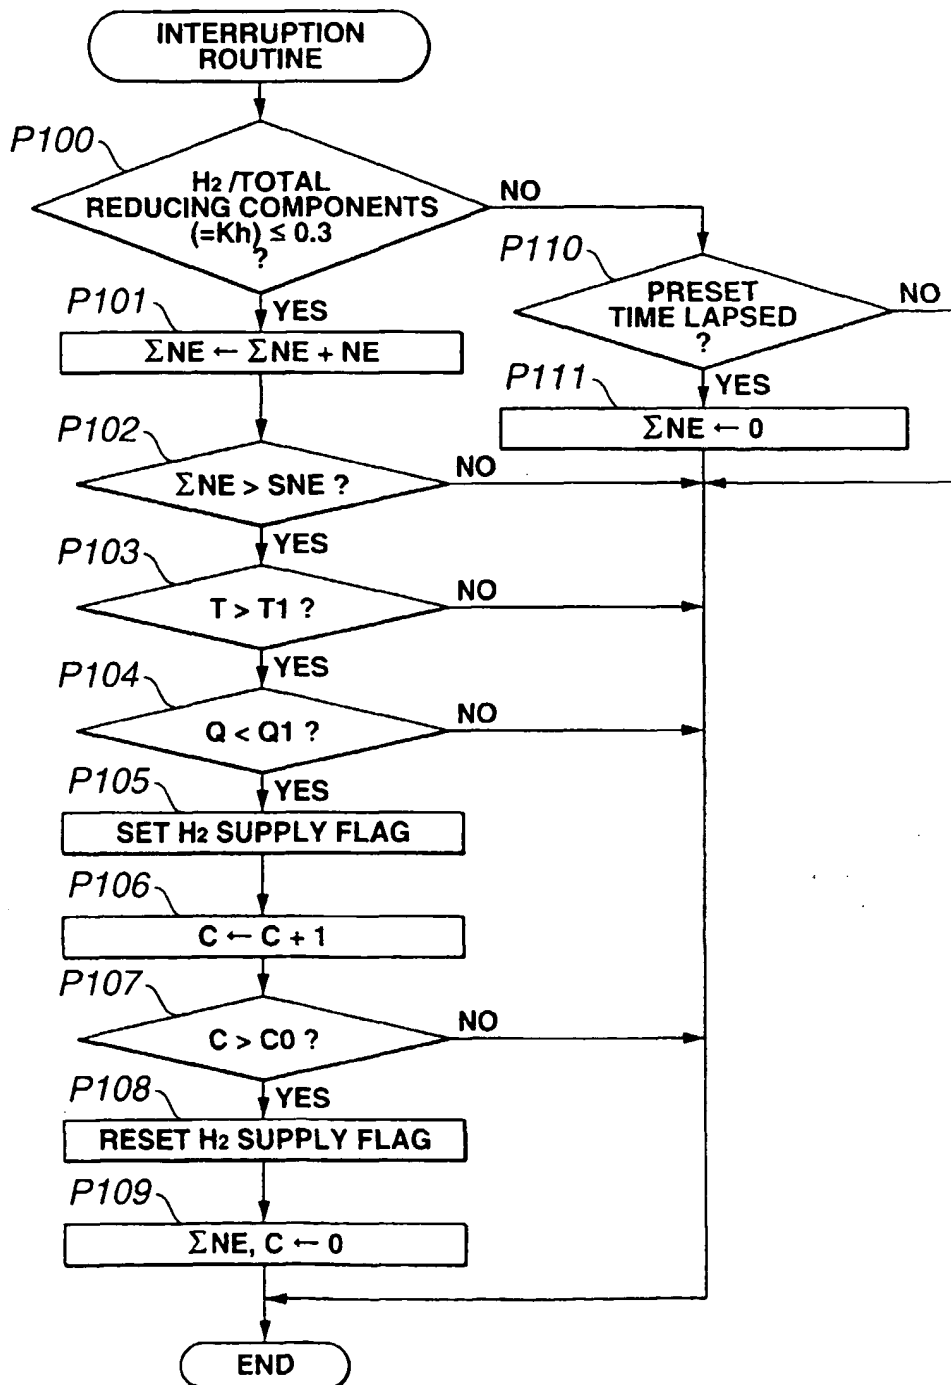 INTERRUPTION
ROUTINE
P100
H2 /TOTAL
REDUCING COMPONENTS
(=Kh) ≤ 0.3
?
NO
YES
P110
PRESET
TIME LAPSED
?
NO
YES
P101
ΣNE ← ΣNE + NE
P111
ΣNE ← 0
P102
ΣNE > SNE ?
NO
YES
P103
T > T1 ?
NO
YES
P104
Q < Q1 ?
NO
YES
P105
SET H2 SUPPLY FLAG
P106
C ← C + 1
P107
C > C0 ?
NO
YES
P108
RESET H2 SUPPLY FLAG
P109
ΣNE, C ← 0
END